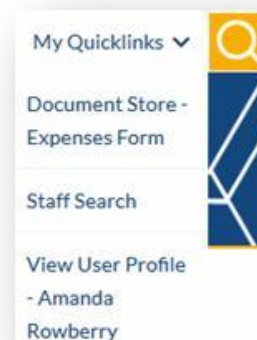 My Quicklinks
Document Store -
Expenses Form
Staff Search
View User Profile
- Amanda
Rowberry